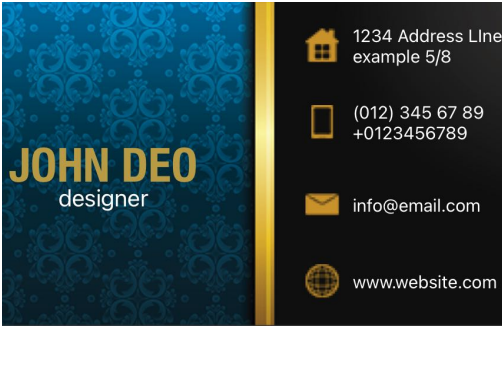 JOHN DEO
designer
1234 Address LIne
example 5/8
(012) 345 67 89
+0123456789
info@email.com
www.website.com